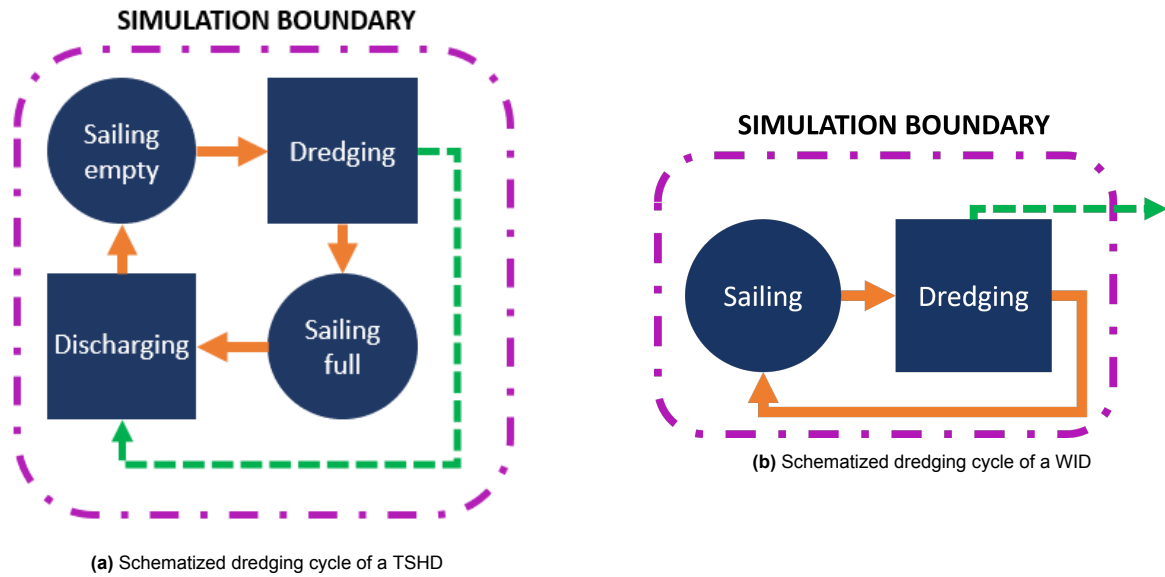 SIMULATION BOUNDARY
Sailing
empty
Dredging
Discharging
Sailing
full
(a) Schematized dredging cycle of a TSHD
SIMULATION BOUNDARY
Sailing
Dredging
(b) Schematized dredging cycle of a WID